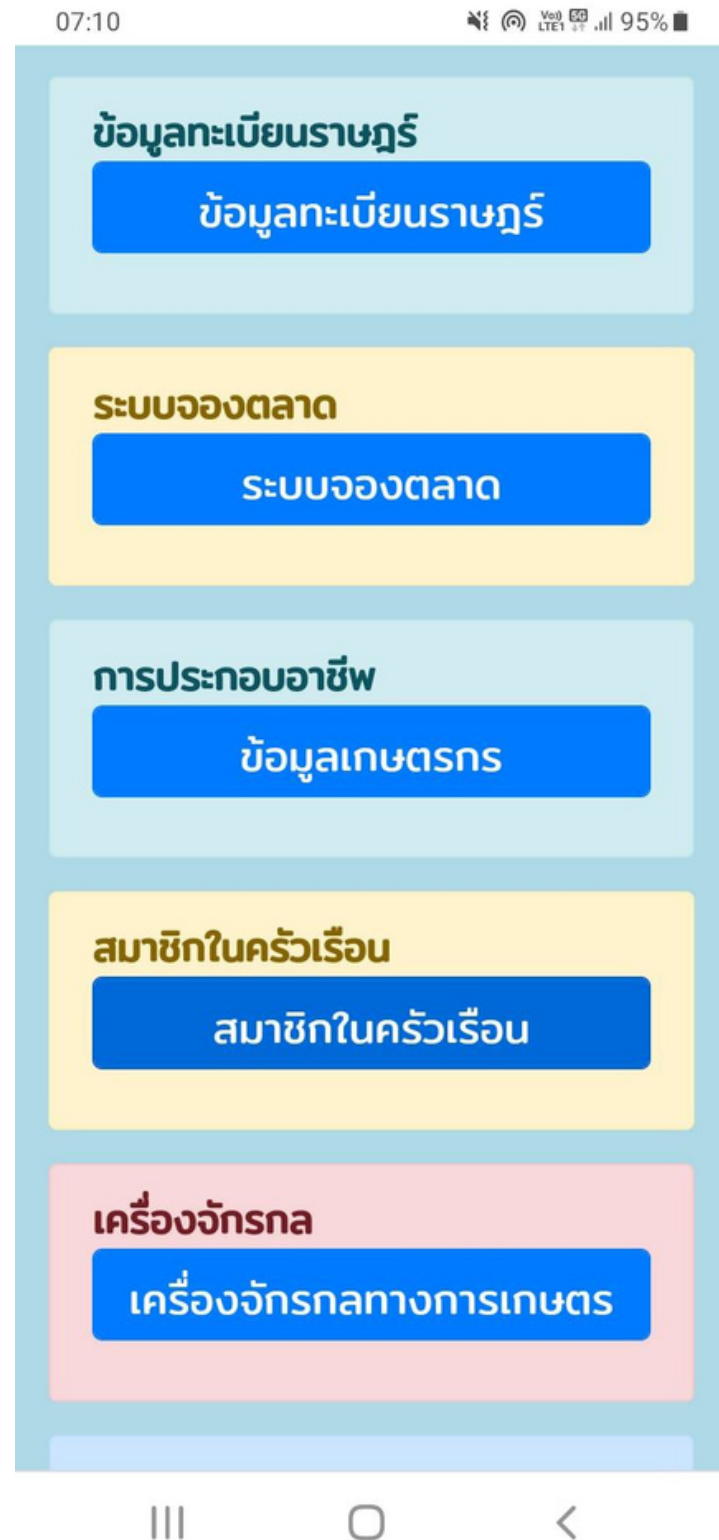 07:10 Vo) LTE1 5G 95%
ข้อมูลทะเบียนราษฎร์
ข้อมูลทะเบียนราษฎร์
ระบบจองตลาด
ระบบจองตลาด
การประกอบอาชีพ
ข้อมูลเกษตรกร
สมาชิกในครัวเรือน
สมาชิกในครัวเรือน
เครื่องจักรกล
เครื่องจักรกลทางการเกษตร